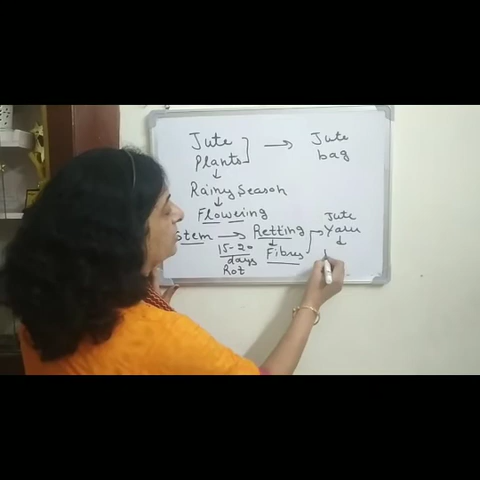 Jute Plants ] → Jute bag
↓
Rainy Season
↓
Flowering
Stem → Retting → Jute Yarn
15-20 days Rot
↓
Fibres
↓